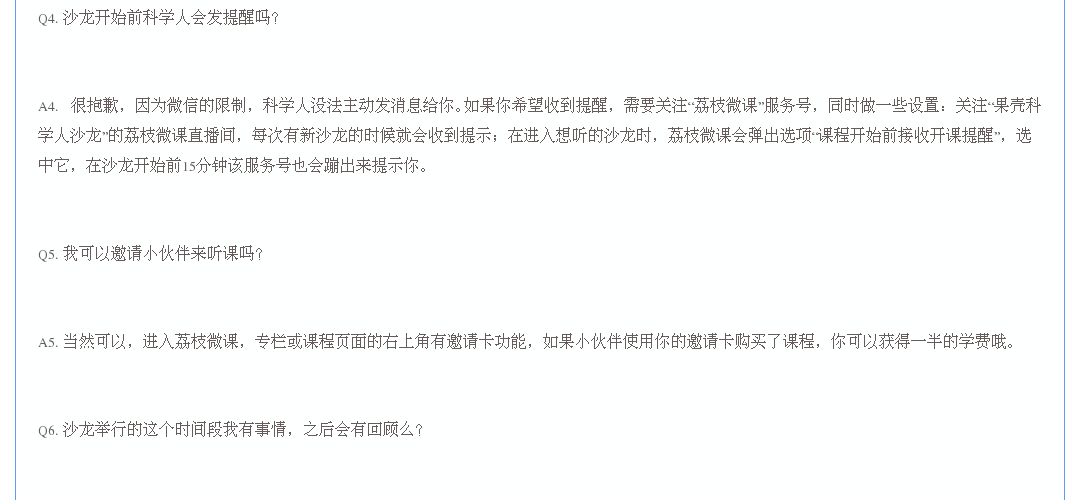 Q4. 沙龙开始前科学人会发提醒吗？
A4. 很抱歉，因为微信的限制，科学人没法主动发消息给你。如果你希望收到提醒，需要关注“荔枝微课”服务号，同时做一些设置：关注“果壳科
学人沙龙”的荔枝微课直播间，每次有新沙龙的时候就会收到提示；在进入想听的沙龙时，荔枝微课会弹出选项“课程开始前接收开课提醒”，选
中它，在沙龙开始前15分钟该服务号也会蹦出来提示你。
Q5. 我可以邀请小伙伴来听课吗？
A5. 当然可以，进入荔枝微课，专栏或课程页面的右上角有邀请卡功能，如果小伙伴使用你的邀请卡购买了课程，你可以获得一半的学费哦。
Q6. 沙龙举行的这个时间段我有事情，之后会有回顾么？